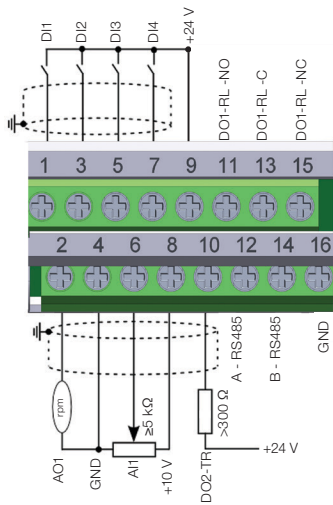 DI1
DI2
DI3
DI4
+24 V
DO1-RL -NO
DO1-RL -C
DO1-RL -NC
1 3 5 7 9 11 13 15
2 4 6 8 10 12 14 16
rpm
AO1
GND
AI1
≥5 kΩ
+10 V
DO2-TR
>300 Ω
A - RS485
B - RS485
GND
+24 V